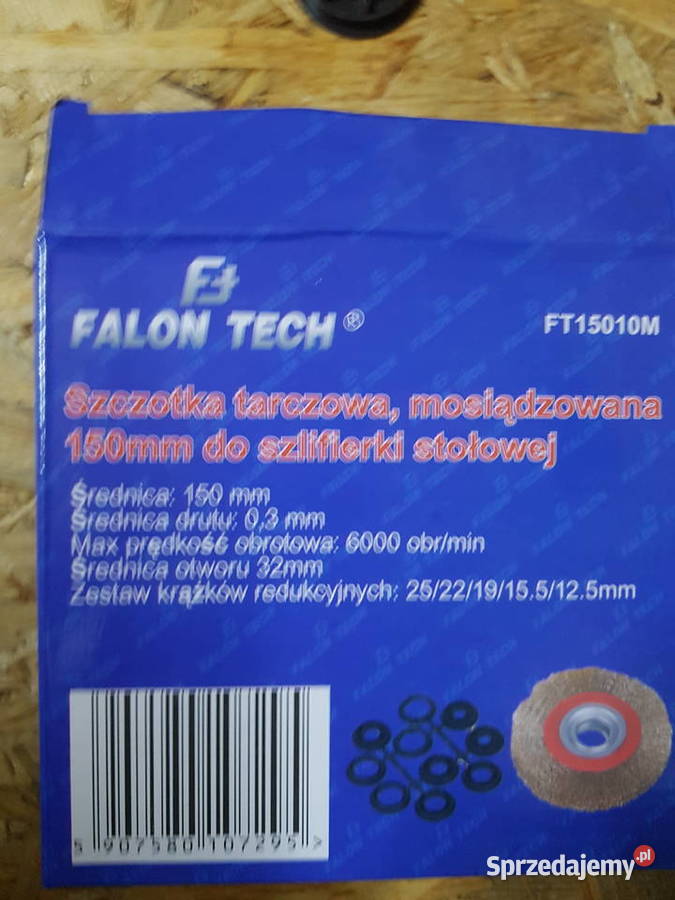 FALON TECH®
FT15010M
Szczotka tarczowa, mosiądzowana
150mm do szlifierki stołowej
Średnica: 150 mm
Średnica drutu: 0,3 mm
Max prędkość obrotowa: 6000 obr/min
Średnica otworu 32mm
Zestaw krążków redukcyjnych: 25/22/19/15.5/12.5mm
5 907580 107295 >
Sprzedajemy.pl